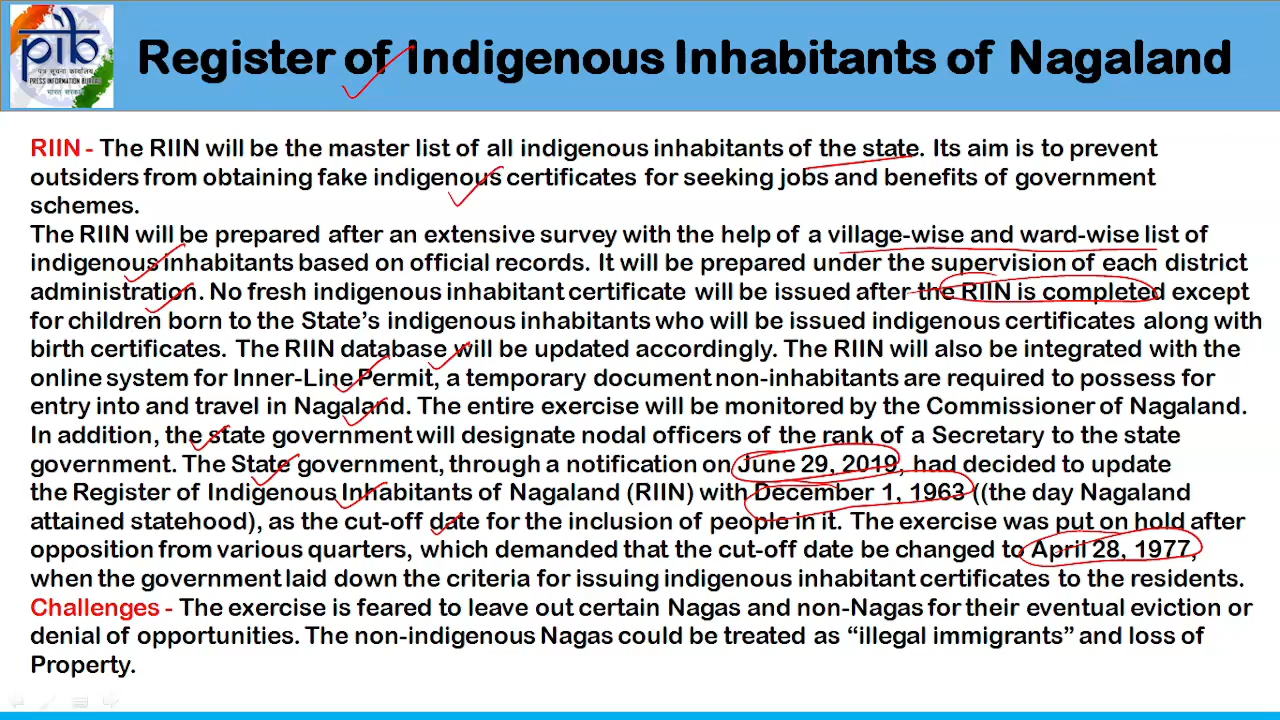 pib
पत्र सूचना कार्यालय
PRESS INFORMATION
भारत सरकार
Register of Indigenous Inhabitants of Nagaland
RIIN - The RIIN will be the master list of all indigenous inhabitants of the state. Its aim is to prevent
outsiders from obtaining fake indigenous certificates for seeking jobs and benefits of government
schemes.
The RIIN will be prepared after an extensive survey with the help of a village-wise and ward-wise list of
indigenous inhabitants based on official records. It will be prepared under the supervision of each district
administration. No fresh indigenous inhabitant certificate will be issued after the RIIN is completed except
for children born to the State’s indigenous inhabitants who will be issued indigenous certificates along with
birth certificates. The RIIN database will be updated accordingly. The RIIN will also be integrated with the
online system for Inner-Line Permit, a temporary document non-inhabitants are required to possess for
entry into and travel in Nagaland. The entire exercise will be monitored by the Commissioner of Nagaland.
In addition, the state government will designate nodal officers of the rank of a Secretary to the state
government. The State government, through a notification on June 29, 2019, had decided to update
the Register of Indigenous Inhabitants of Nagaland (RIIN) with December 1, 1963 ((the day Nagaland
attained statehood), as the cut-off date for the inclusion of people in it. The exercise was put on hold after
opposition from various quarters, which demanded that the cut-off date be changed to April 28, 1977,
when the government laid down the criteria for issuing indigenous inhabitant certificates to the residents.
Challenges - The exercise is feared to leave out certain Nagas and non-Nagas for their eventual eviction or
denial of opportunities. The non-indigenous Nagas could be treated as “illegal immigrants” and loss of
Property.